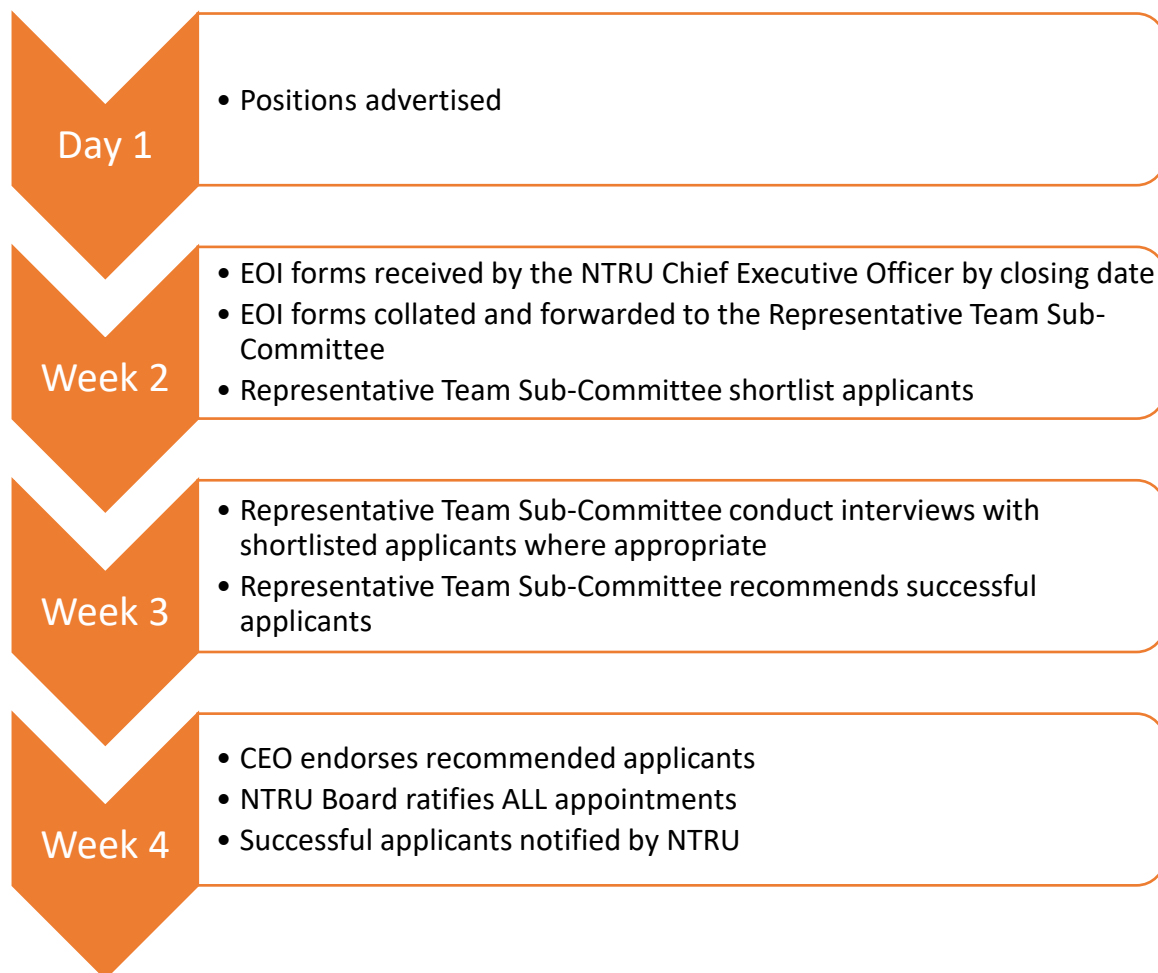 Day 1
• Positions advertised
Week 2
• EOI forms received by the NTRU Chief Executive Officer by closing date
• EOI forms collated and forwarded to the Representative Team Sub-
Committee
• Representative Team Sub-Committee shortlist applicants
Week 3
• Representative Team Sub-Committee conduct interviews with
shortlisted applicants where appropriate
• Representative Team Sub-Committee recommends successful
applicants
Week 4
• CEO endorses recommended applicants
• NTRU Board ratifies ALL appointments
• Successful applicants notified by NTRU